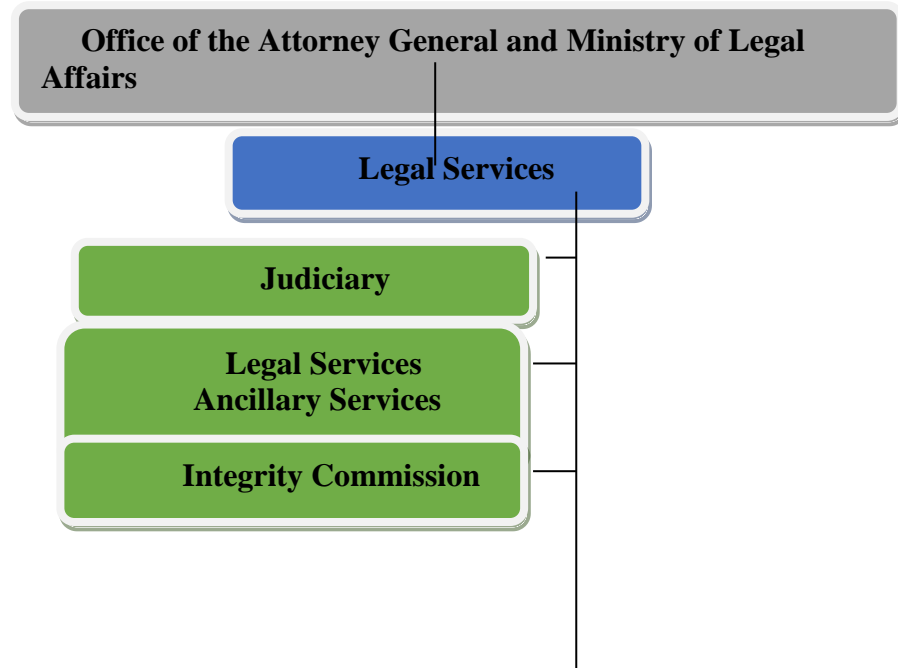 Office of the Attorney General and Ministry of Legal
Affairs
Legal Services
Judiciary
Legal Services
Ancillary Services
Integrity Commission